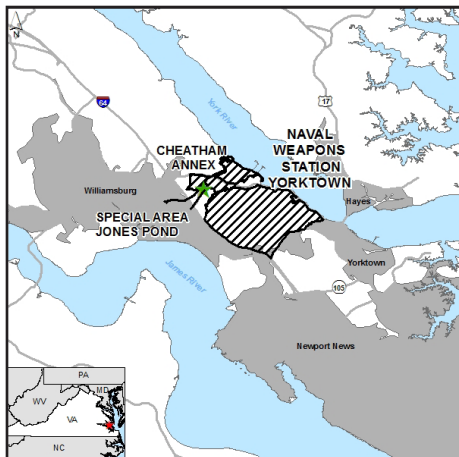 N
64
17
York River
CHEATHAM
ANNEX
NAVAL
WEAPONS
STATION
YORKTOWN
Williamsburg
Hayes
SPECIAL AREA
JONES POND
Yorktown
James River
105
Newport News
PA
WV
MD
VA
NC